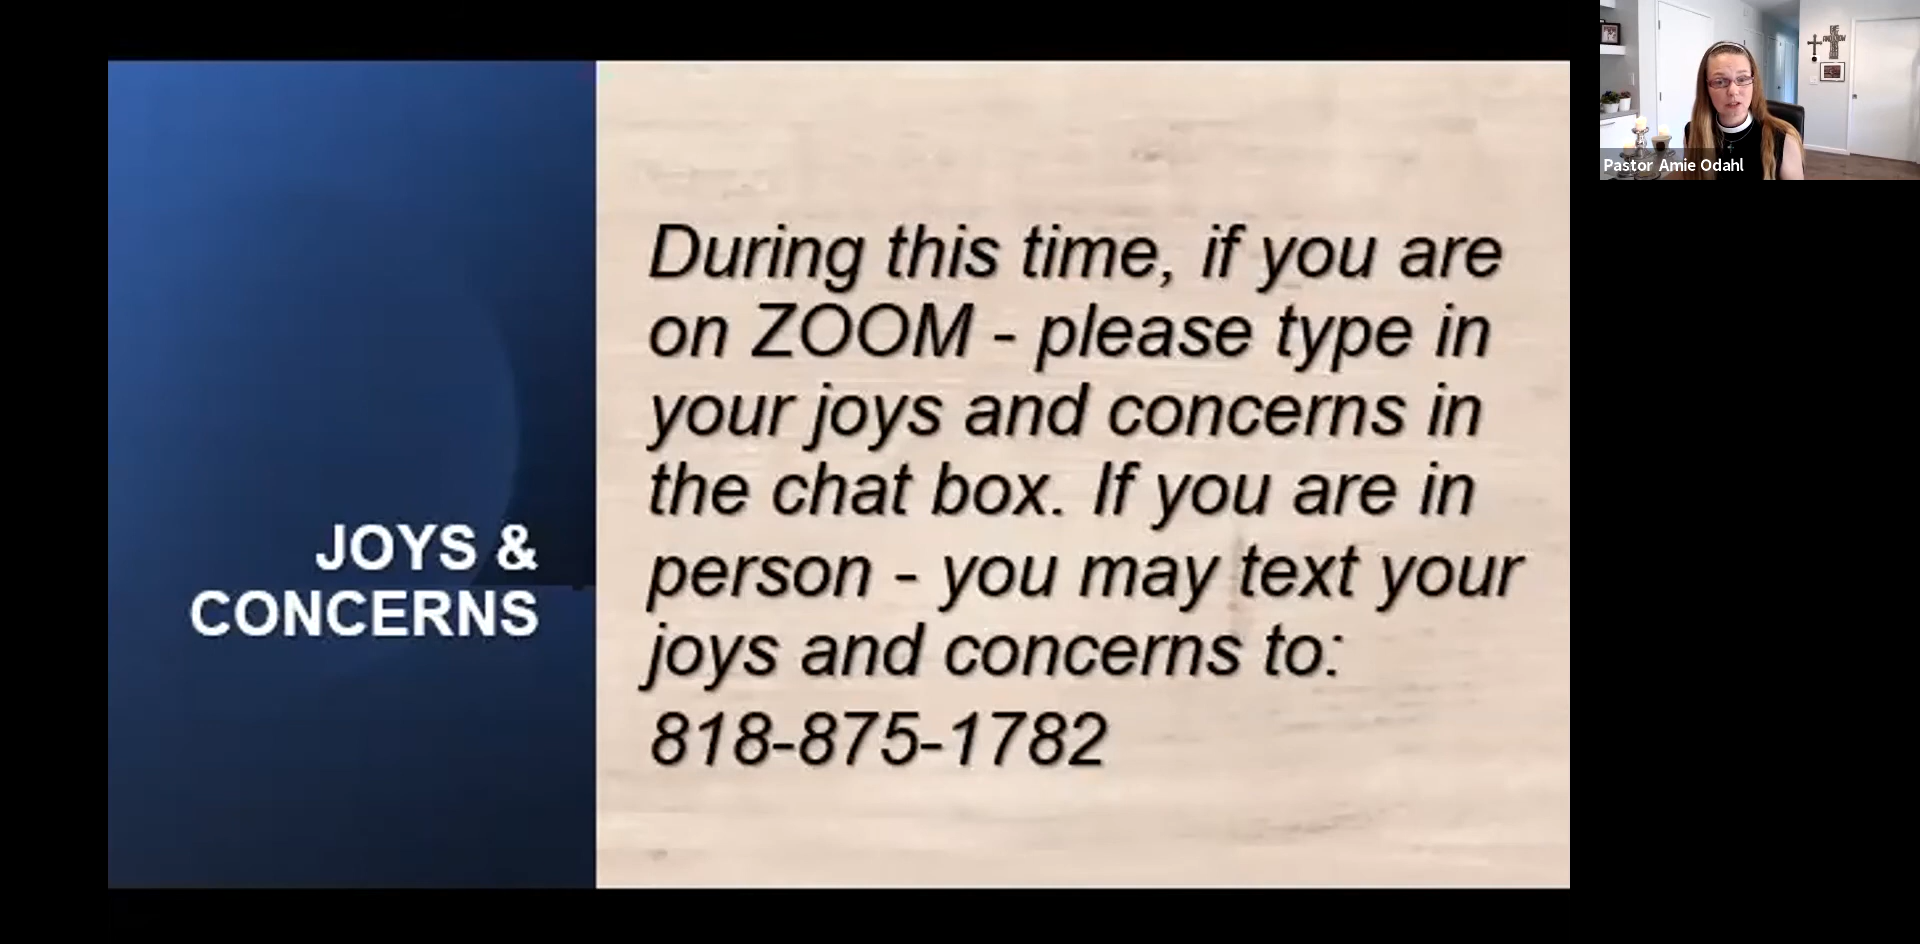 JOYS &
CONCERNS
During this time, if you are
on ZOOM - please type in
your joys and concerns in
the chat box. If you are in
person - you may text your
joys and concerns to:
818-875-1782
Pastor Amie Odahl